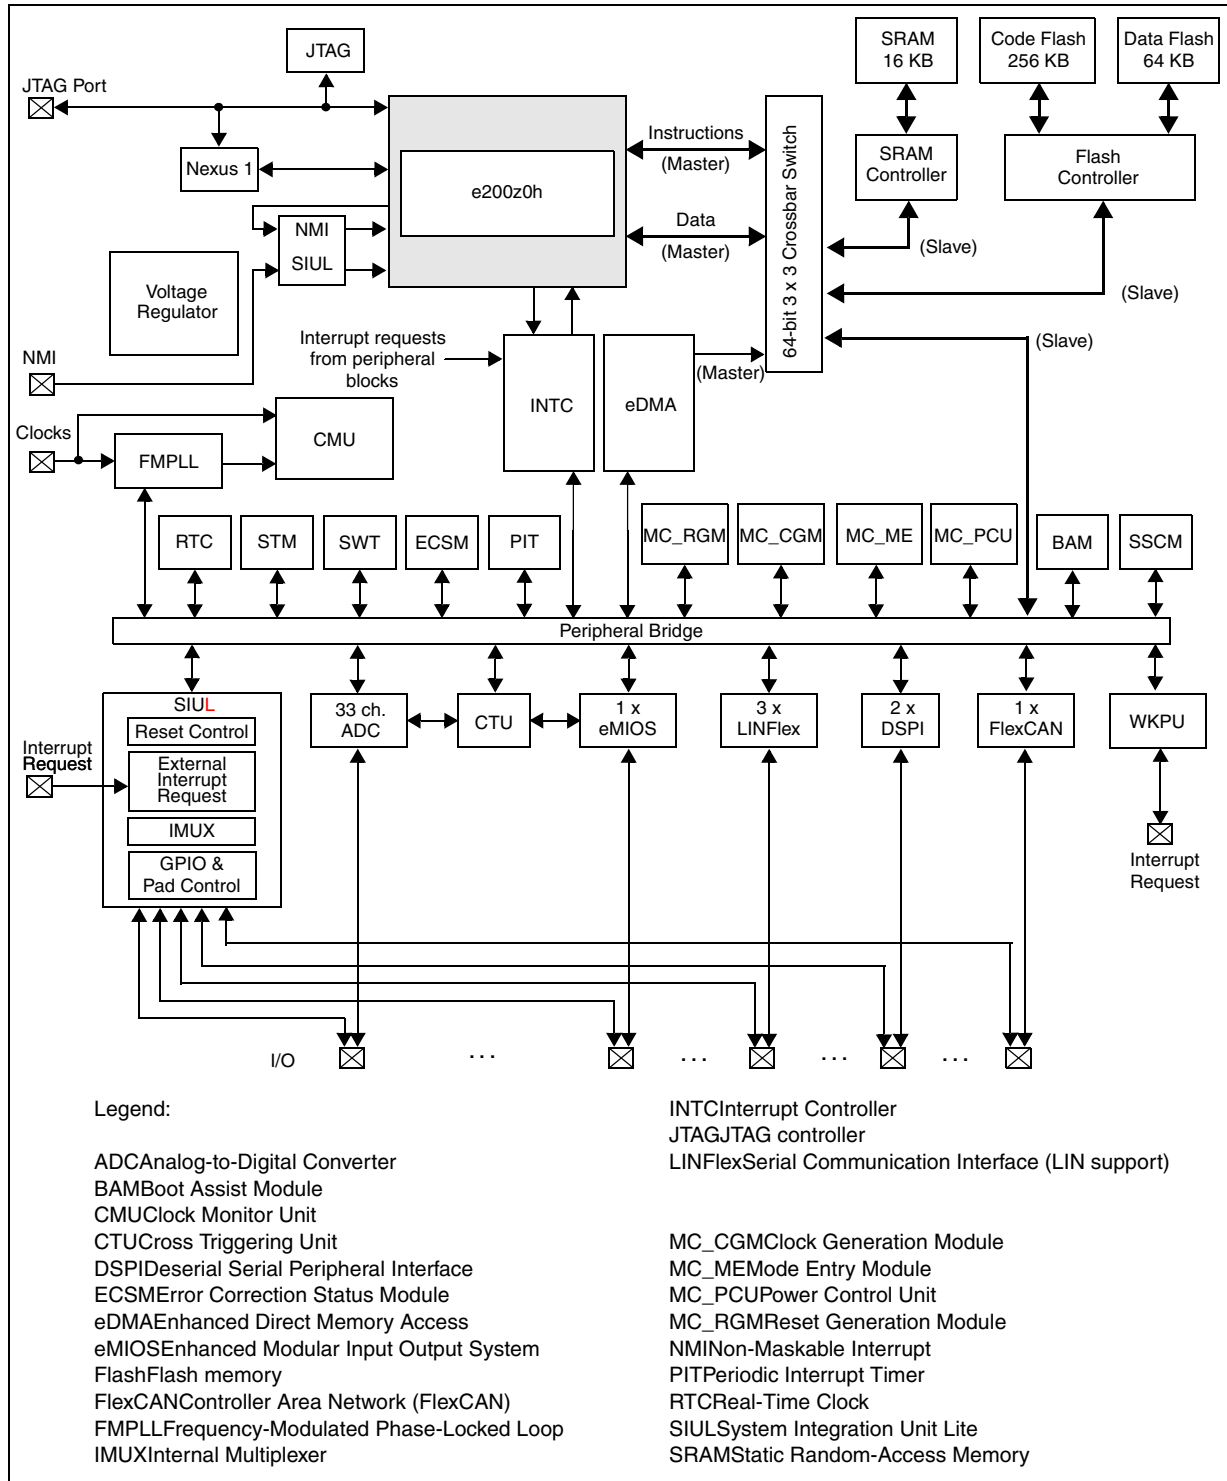 JTAG
JTAG Port
Nexus 1
NMI
SIUL
Voltage
Regulator
NMI
e200z0h
Instructions
(Master)
Data
(Master)
64-bit 3 x 3 Crossbar Switch
SRAM
16 KB
Code Flash
256 KB
Data Flash
64 KB
SRAM
Controller
Flash
Controller
(Slave)
(Slave)
(Slave)
Interrupt requests
from peripheral
blocks
INTC
eDMA
(Master)
Clocks
FMPLL
CMU
RTC
STM
SWT
ECSM
PIT
MC_RGM
MC_CGM
MC_ME
MC_PCU
BAM
SSCM
Peripheral Bridge
SIUL
Reset Control
External
Interrupt
Request
IMUX
GPIO &
Pad Control
Interrupt
Request
33 ch.
ADC
CTU
1 x
eMIOS
3 x
LINFlex
2 x
DSPI
1 x
FlexCAN
WKPU
Interrupt
Request
I/O
. . .
. . .
. . .
. . .
Legend:
ADCAnalog-to-Digital Converter
BAMBoot Assist Module
CMUClock Monitor Unit
CTUCross Triggering Unit
DSPIDeserial Serial Peripheral Interface
ECSMError Correction Status Module
eDMAEnhanced Direct Memory Access
eMIOSEnhanced Modular Input Output System
FlashFlash memory
FlexCANController Area Network (FlexCAN)
FMPLLFrequency-Modulated Phase-Locked Loop
IMUXInternal Multiplexer
INTCInterrupt Controller
JTAGJTAG controller
LINFlexSerial Communication Interface (LIN support)
MC_CGMClock Generation Module
MC_MEMode Entry Module
MC_PCUPower Control Unit
MC_RGMReset Generation Module
NMINon-Maskable Interrupt
PITPeriodic Interrupt Timer
RTCReal-Time Clock
SIULSystem Integration Unit Lite
SRAMStatic Random-Access Memory